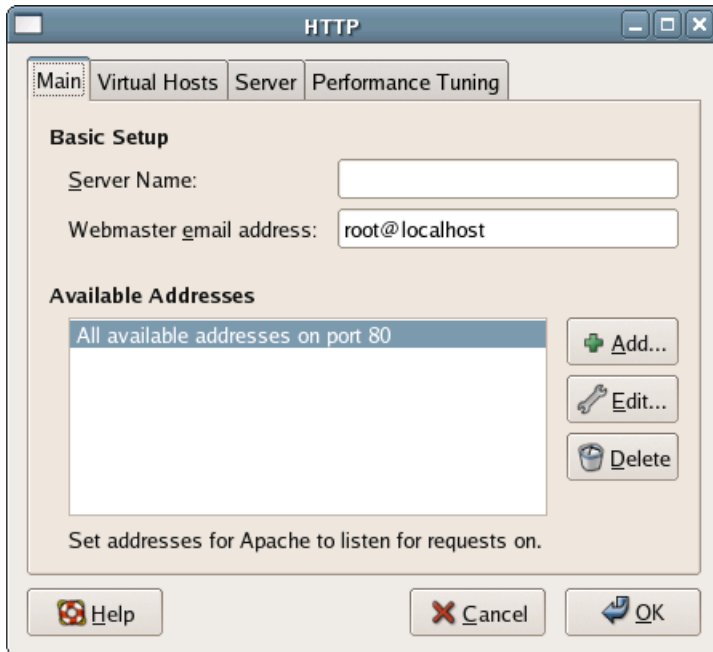 HTTP
Main Virtual Hosts Server Performance Tuning
Basic Setup
Server Name:
Webmaster email address: root@localhost
Available Addresses
All available addresses on port 80
Add...
Edit...
Delete
Set addresses for Apache to listen for requests on.
Help Cancel OK